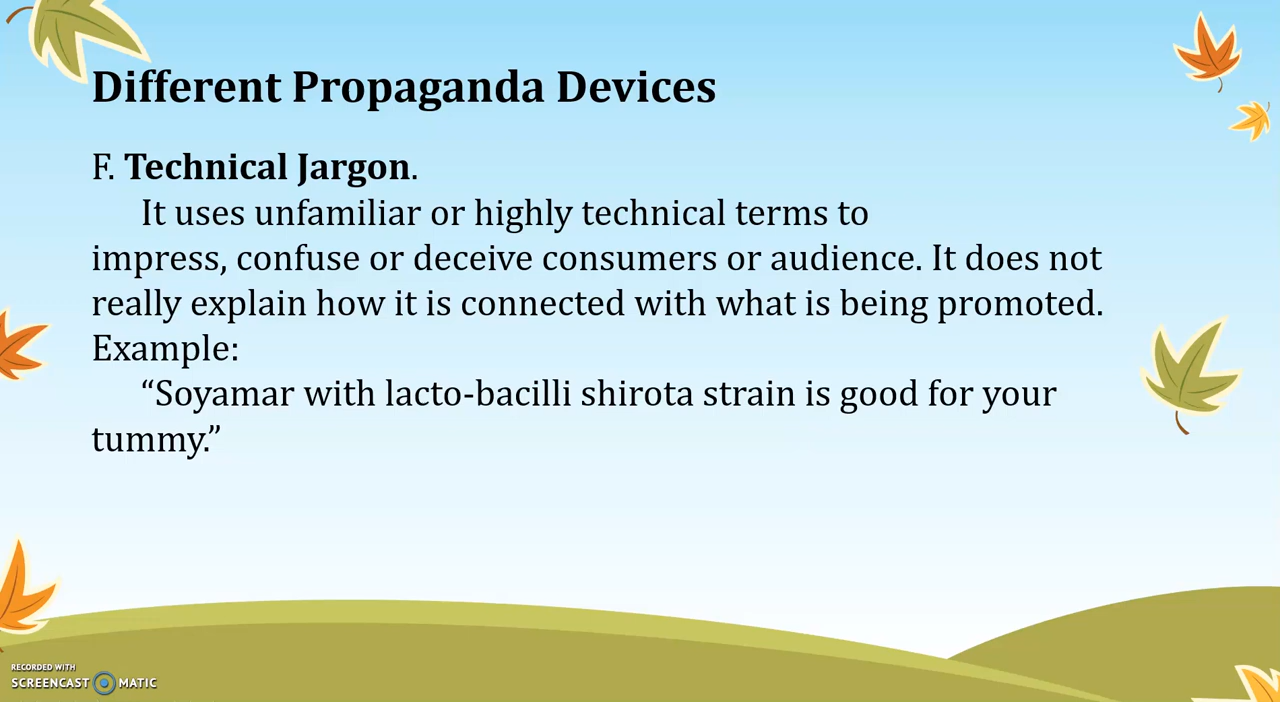 Different Propaganda Devices
F. Technical Jargon.
It uses unfamiliar or highly technical terms to
impress, confuse or deceive consumers or audience. It does not
really explain how it is connected with what is being promoted.
Example:
“Soyamar with lacto-bacilli shirota strain is good for your
tummy.”
RECORDED WITH
SCREENCAST MATIC